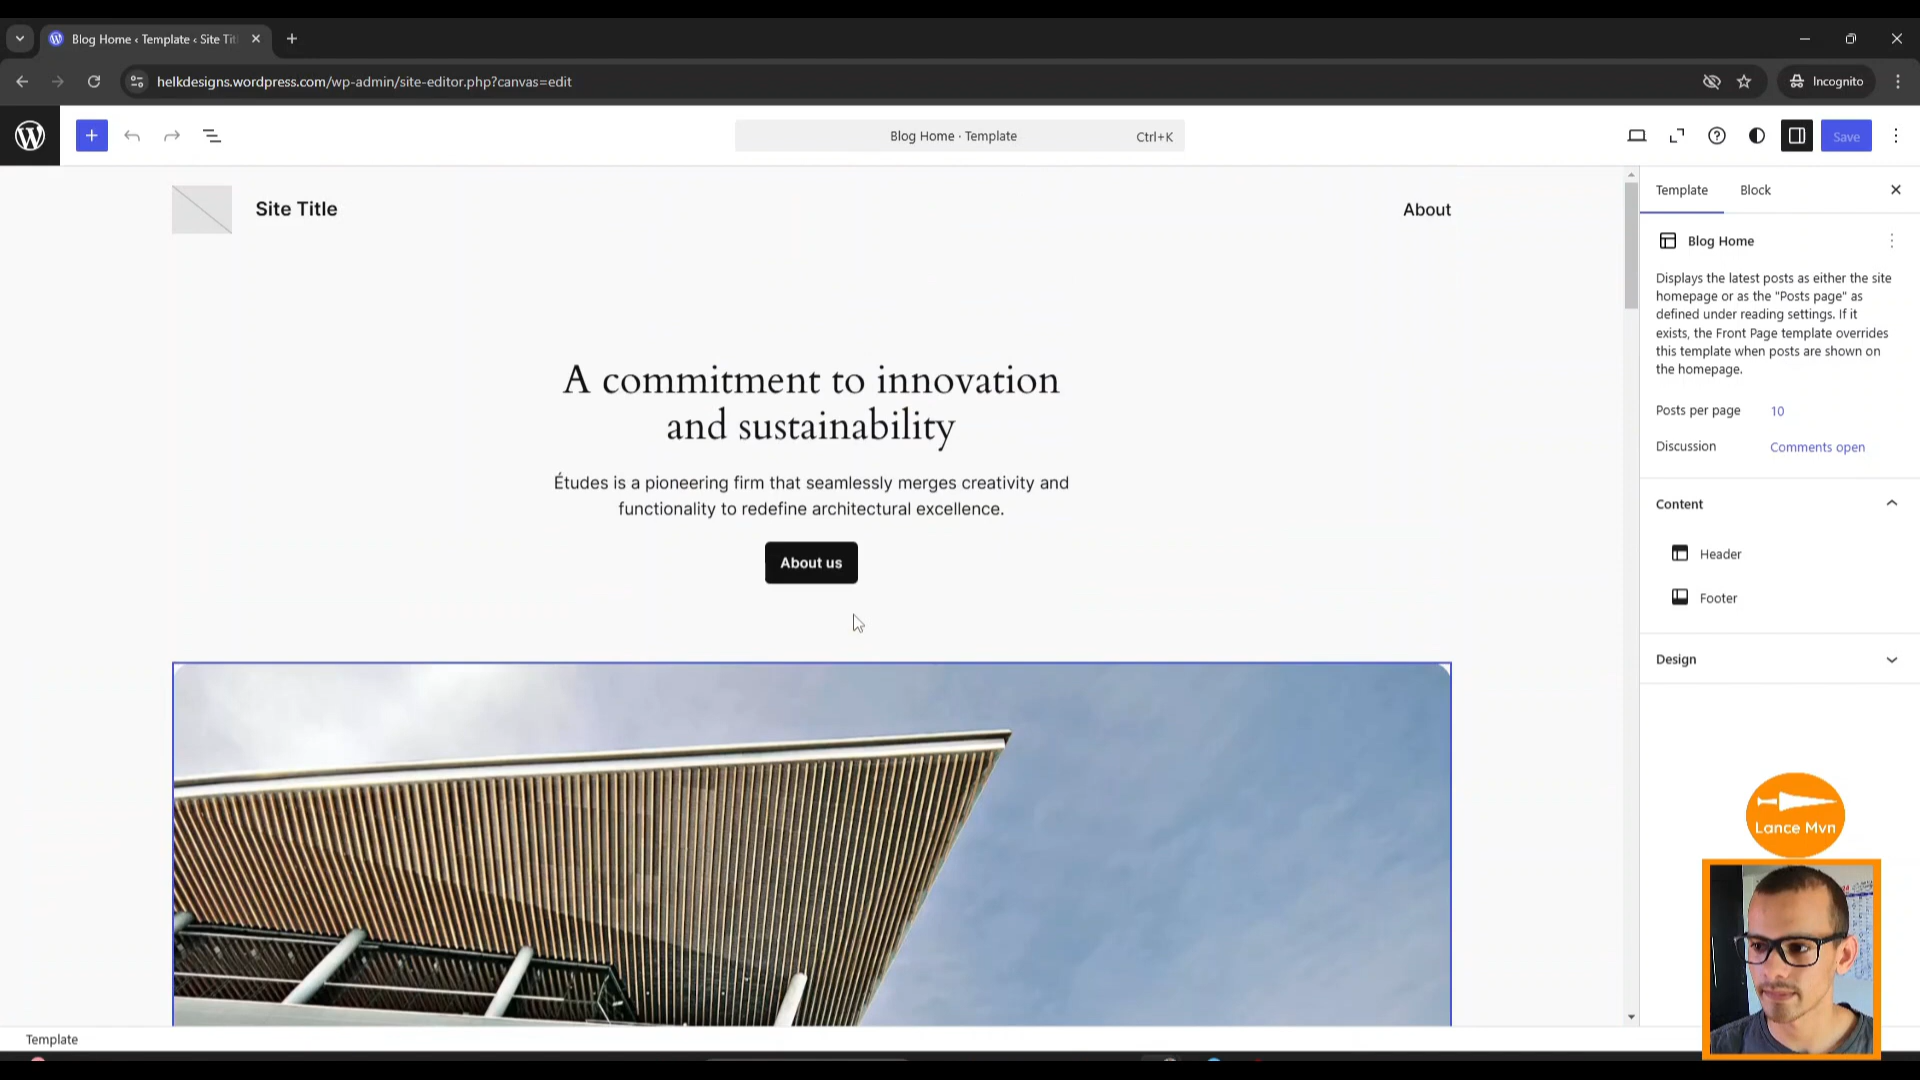 Blog Home ‹ Template ‹ Site Tit
helkdesigns.wordpress.com/wp-admin/site-editor.php?canvas=edit
Incognito
Blog Home · Template
Ctrl+K
Save
Site Title
About
A commitment to innovation
and sustainability
Études is a pioneering firm that seamlessly merges creativity and
functionality to redefine architectural excellence.
About us
Template
Block
Blog Home
Displays the latest posts as either the site
homepage or as the "Posts page" as
defined under reading settings. If it
exists, the Front Page template overrides
this template when posts are shown on
the homepage.
Posts per page
10
Discussion
Comments open
Content
Header
Footer
Design
Lance Mvn
Template